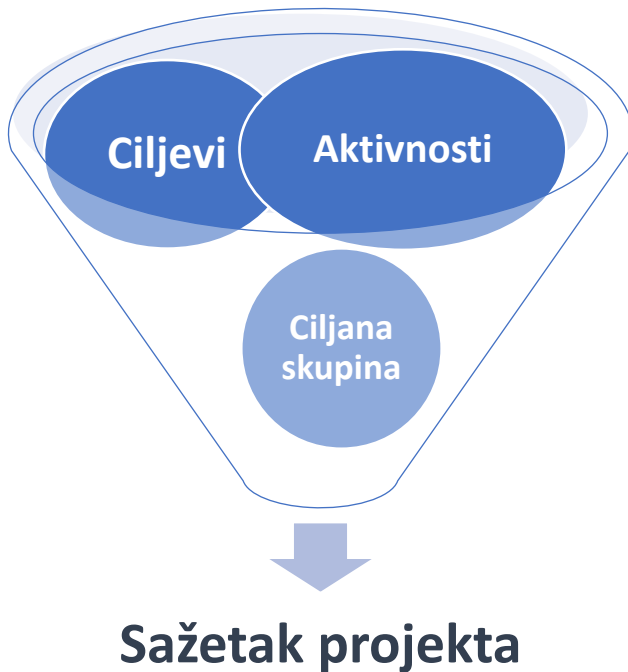 Ciljevi
Aktivnosti
Ciljana
skupina
Sažetak projekta